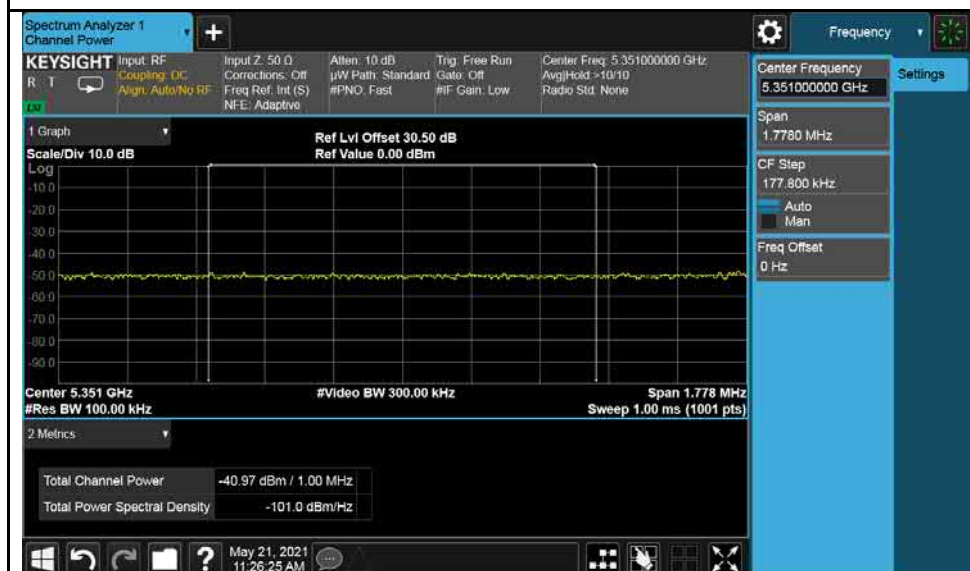 Spectrum Analyzer 1
Channel Power
+
Frequency
KEYSIGHT
R T
Input: RF
Coupling: DC
Align: Auto/No RF
Input Z: 50 Ω
Corrections: Off
Freq Ref: Int (S)
NFE: Adaptive
Atten: 10 dB
µW Path: Standard
#PNO: Fast
Trig: Free Run
Gate: Off
#IF Gain: Low
Center Freq: 5.351000000 GHz
Avg|Hold:>10/10
Radio Std: None
Center Frequency
5.351000000 GHz
Settings
Span
1.7780 MHz
CF Step
177.800 kHz
Auto
Man
Freq Offset
0 Hz
1 Graph
Scale/Div 10.0 dB
Ref Lvl Offset 30.50 dB
Ref Value 0.00 dBm
Log
-10.0
-20.0
-30.0
-40.0
-50.0
-60.0
-70.0
-80.0
-90.0
Center 5.351 GHz
#Video BW 300.00 kHz
Span 1.778 MHz
#Res BW 100.00 kHz
Sweep 1.00 ms (1001 pts)
2 Metrics
Total Channel Power -40.97 dBm / 1.00 MHz
Total Power Spectral Density -101.0 dBm/Hz
?
May 21, 2021
11:26:25 AM